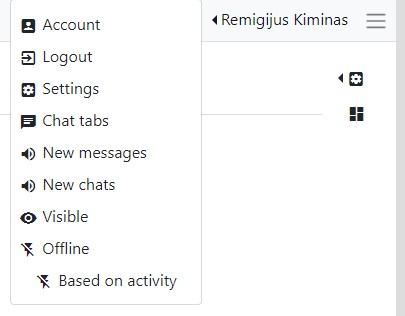 Account
Logout
Settings
Chat tabs
New messages
New chats
Visible
Offline
Based on activity
Remigijus Kiminas